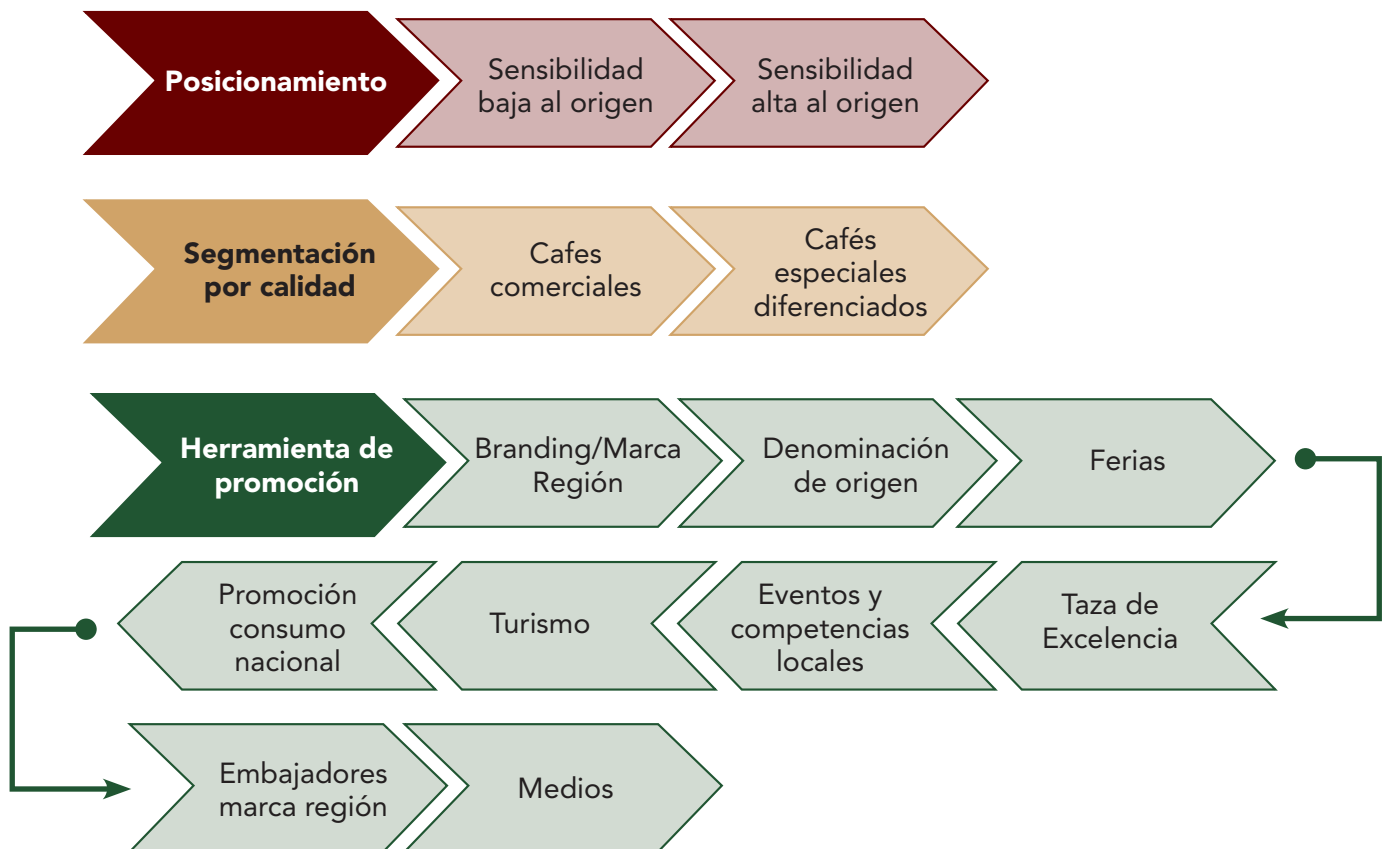 Posicionamiento
Sensibilidad
baja al origen
Sensibilidad
alta al origen
Segmentación
por calidad
Cafes
comerciales
Cafés
especiales
diferenciados
Herramienta de
promoción
Branding/Marca
Región
Denominación
de origen
Ferias
Taza de
Excelencia
Eventos y
competencias
locales
Turismo
Promoción
consumo
nacional
Embajadores
marca región
Medios